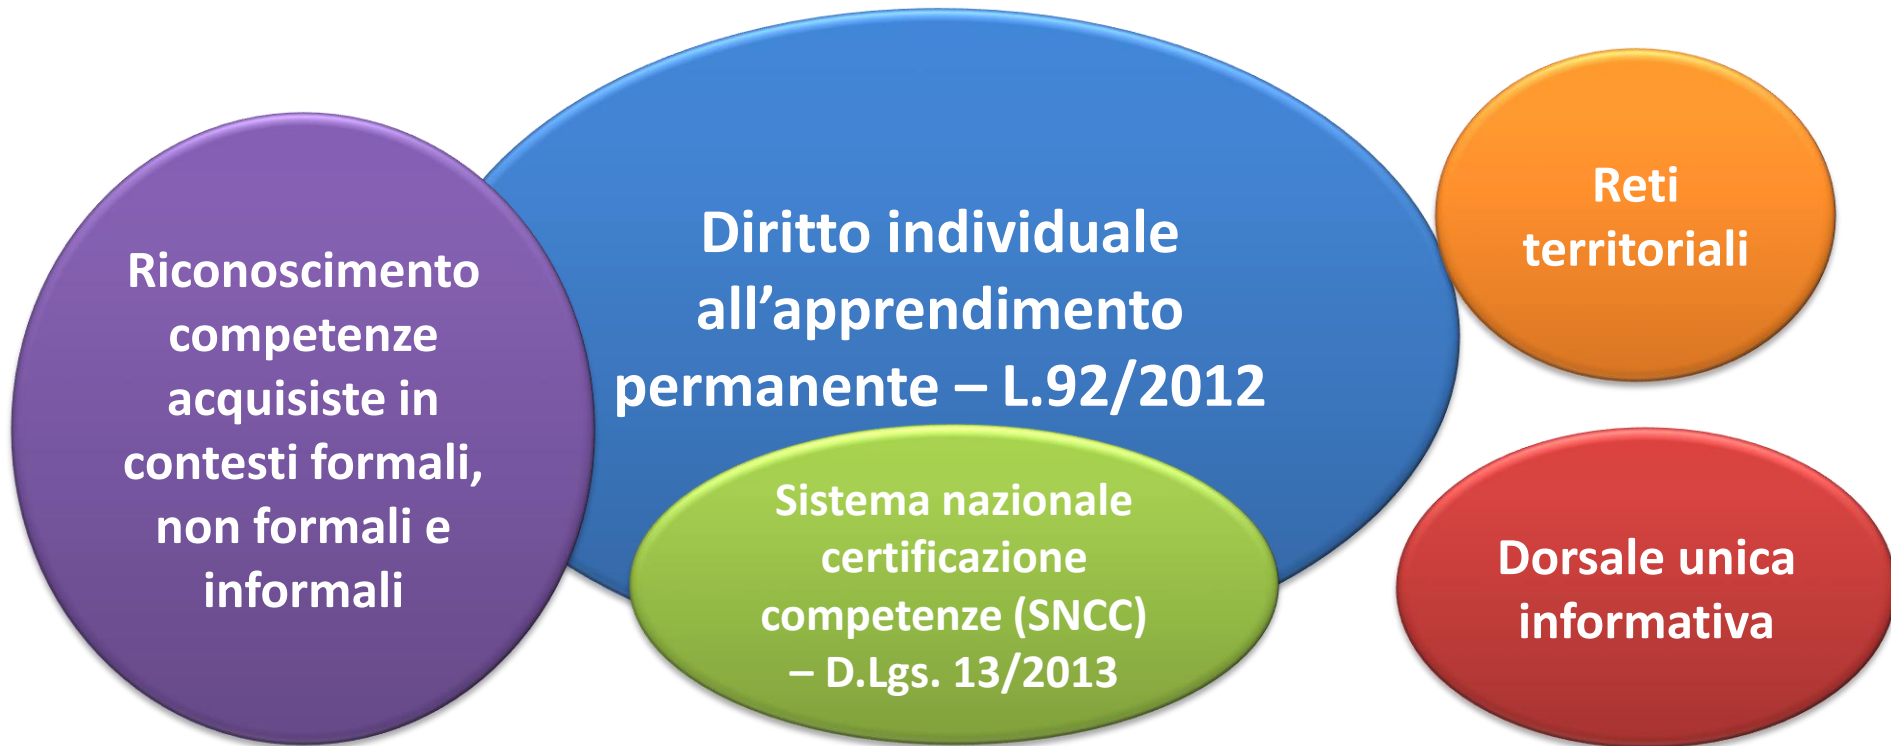 Riconoscimento
competenze
acquisiste in
contesti formali,
non formali e
informali
Diritto individuale
all’apprendimento
permanente – L.92/2012
Sistema nazionale
certificazione
competenze (SNCC)
– D.Lgs. 13/2013
Reti
territoriali
Dorsale unica
informativa